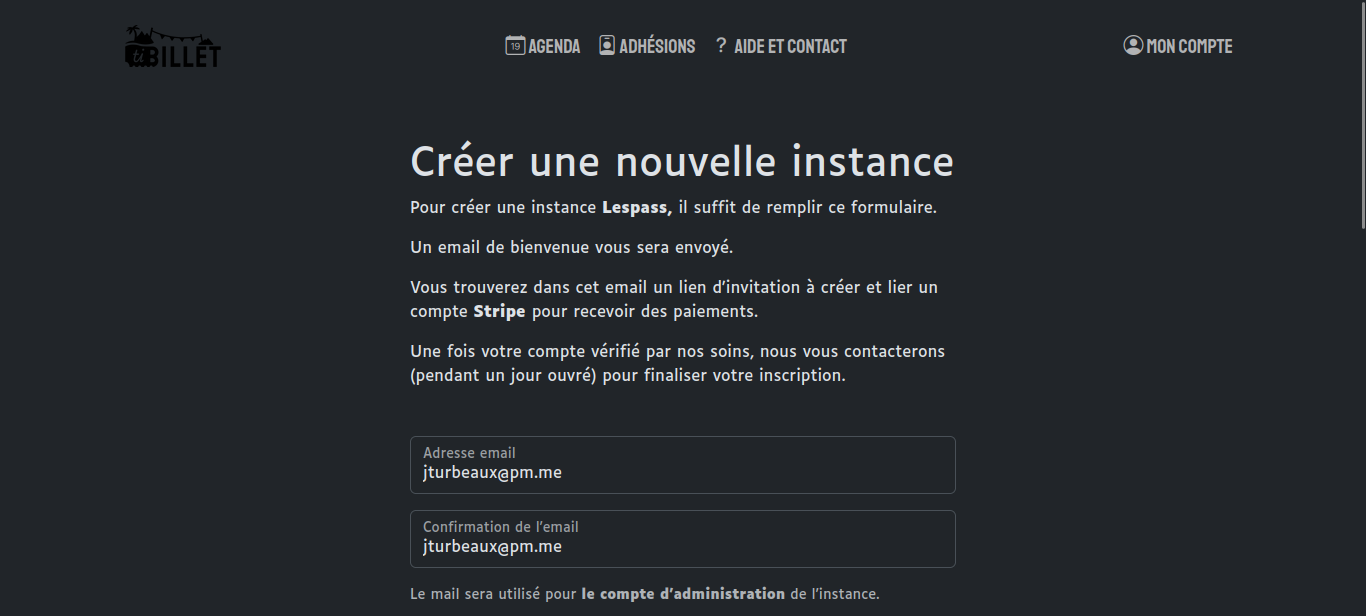 tiBILLET
19 AGENDA ADHÉSIONS ? AIDE ET CONTACT MON COMPTE
Créer une nouvelle instance
Pour créer une instance Lespass, il suffit de remplir ce formulaire.
Un email de bienvenue vous sera envoyé.
Vous trouverez dans cet email un lien d'invitation à créer et lier un
compte Stripe pour recevoir des paiements.
Une fois votre compte vérifié par nos soins, nous vous contacterons
(pendant un jour ouvré) pour finaliser votre inscription.
Adresse email
jturbeaux@pm.me
Confirmation de l'email
jturbeaux@pm.me
Le mail sera utilisé pour le compte d'administration de l'instance.